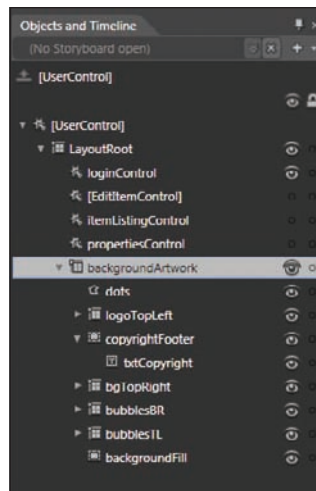 Objects and Timeline
(No Storyboard open)
[UserControl]
[UserControl]
LayoutRoot
loginControl
[EditItemControl]
itemListingControl
propertiesControl
backgroundArtwork
dots
logoTopLeft
copyrightFooter
txtCopyright
bgTopRight
bubblesBR
bubblesTL
backgroundFill